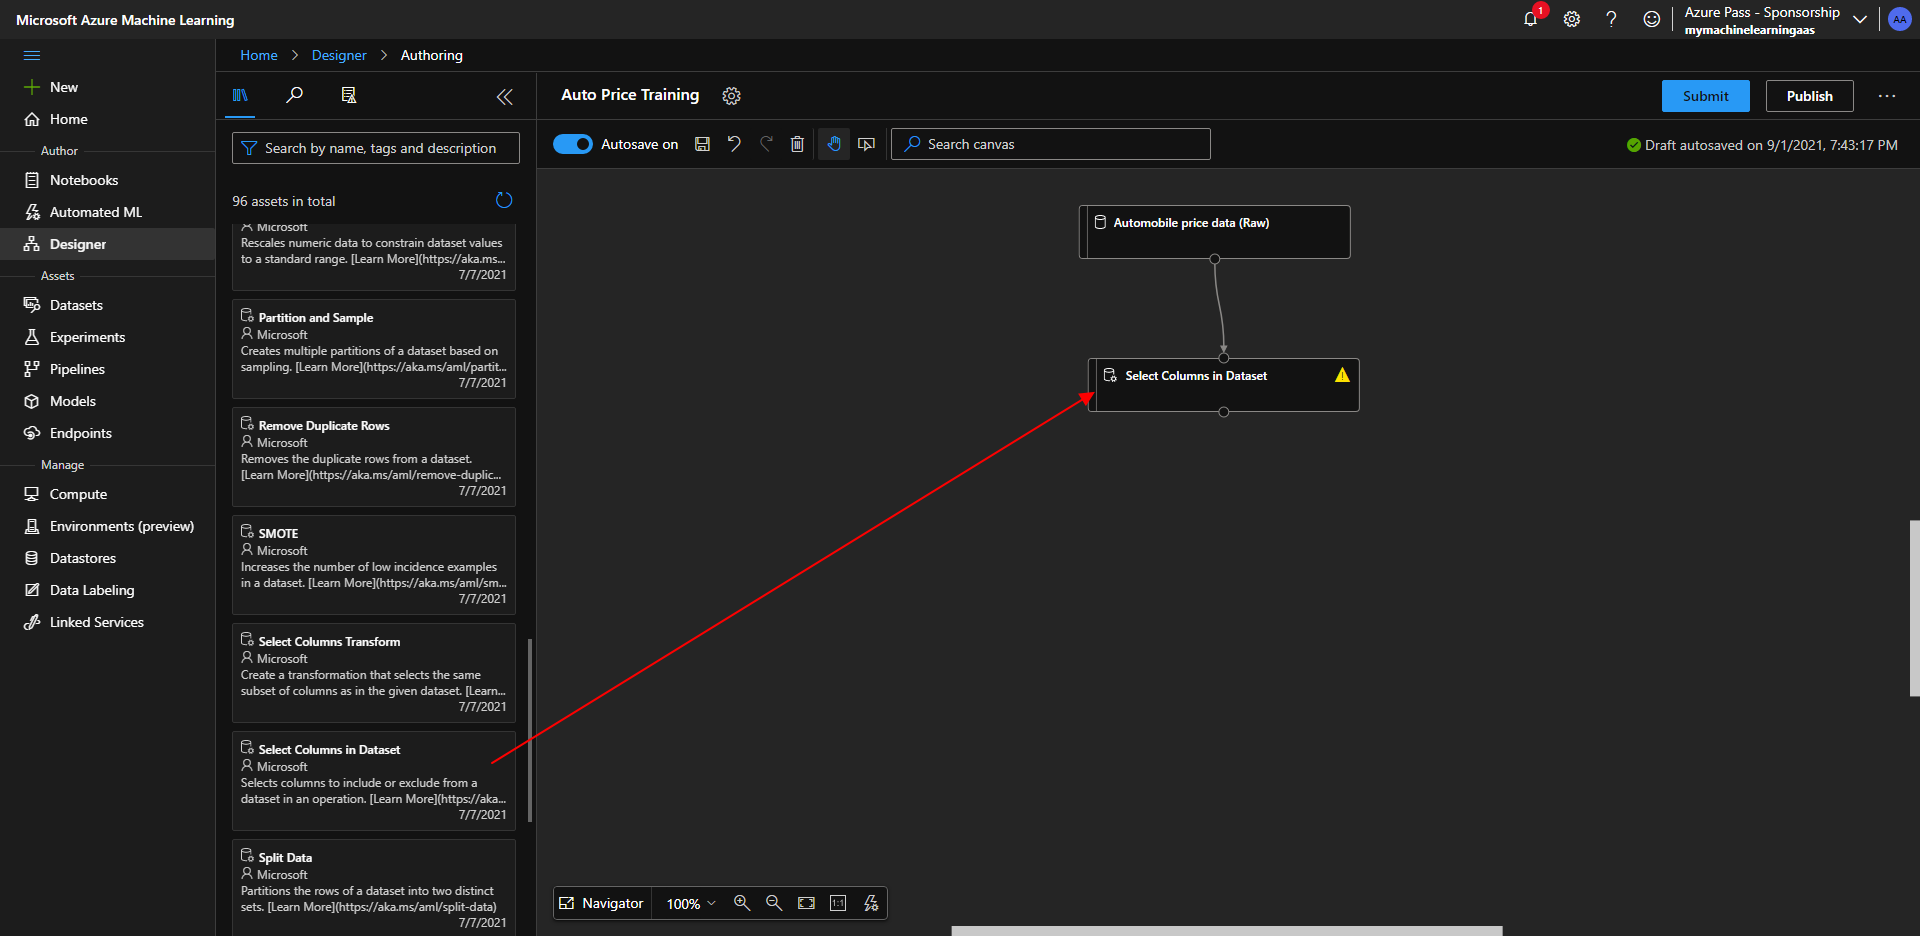 Microsoft Azure Machine Learning
1
Azure Pass - Sponsorship
mymachinelearningaas
AA
New
Home
Author
Notebooks
Automated ML
Designer
Assets
Datasets
Experiments
Pipelines
Models
Endpoints
Manage
Compute
Environments (preview)
Datastores
Data Labeling
Linked Services
Home > Designer > Authoring
Search by name, tags and description
96 assets in total
Microsoft
Rescales numeric data to constrain dataset values
to a standard range. [Learn More](https://aka.ms...
7/7/2021
Partition and Sample
Microsoft
Creates multiple partitions of a dataset based on
sampling. [Learn More](https://aka.ms/aml/partit...
7/7/2021
Remove Duplicate Rows
Microsoft
Removes the duplicate rows from a dataset.
[Learn More](https://aka.ms/aml/remove-duplic...
7/7/2021
SMOTE
Microsoft
Increases the number of low incidence examples
in a dataset. [Learn More](https://aka.ms/aml/sm...
7/7/2021
Select Columns Transform
Microsoft
Create a transformation that selects the same
subset of columns as in the given dataset. [Learn...
7/7/2021
Select Columns in Dataset
Microsoft
Selects columns to include or exclude from a
dataset in an operation. [Learn More](https://aka...
7/7/2021
Split Data
Microsoft
Partitions the rows of a dataset into two distinct
sets. [Learn More](https://aka.ms/aml/split-data)
7/7/2021
Auto Price Training
Submit
Publish
Autosave on
Search canvas
Draft autosaved on 9/1/2021, 7:43:17 PM
Automobile price data (Raw)
Select Columns in Dataset
Navigator
100%
1:1